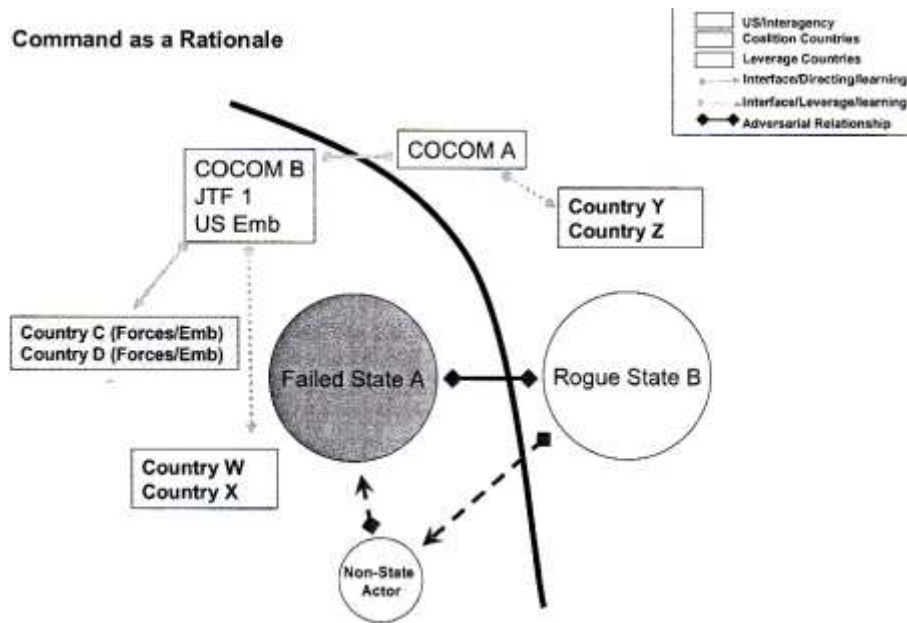 Command as a Rationale
US/Interagency
Coalition Countries
Leverage Countries
Interface/Directing/learning
Interface/Leverage/learning
Adversarial Relationship
COCOM A
COCOM B
JTF 1
US Emb
Country Y
Country Z
Country C (Forces/Emb)
Country D (Forces/Emb)
Failed State A
Rogue State B
Country W
Country X
Non-State
Actor